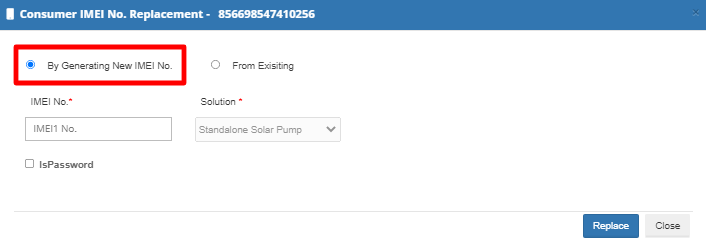 Consumer IMEI No. Replacement - 856698547410256
×
By Generating New IMEI No. From Exisiting
IMEI No.* Solution *
IMEI1 No. Standalone Solar Pump
IsPassword
Replace Close